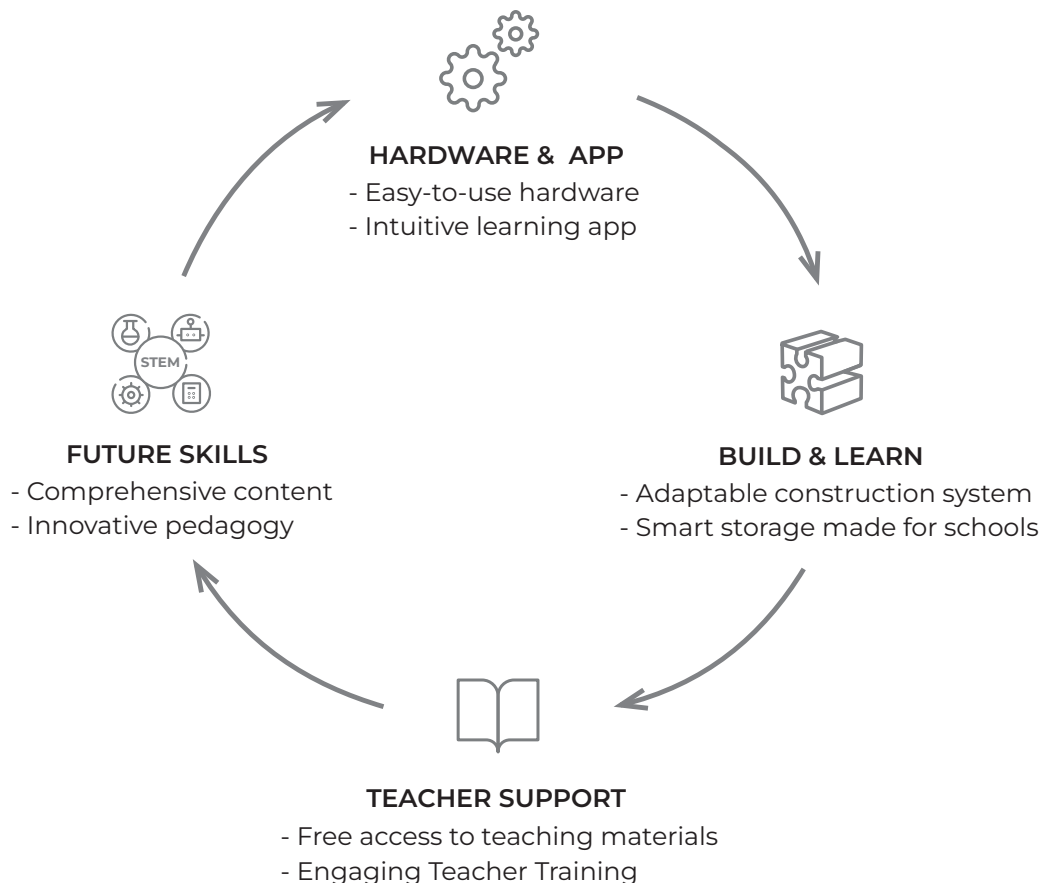 HARDWARE & APP
- Easy-to-use hardware
- Intuitive learning app
STEM
FUTURE SKILLS
- Comprehensive content
- Innovative pedagogy
BUILD & LEARN
- Adaptable construction system
- Smart storage made for schools
TEACHER SUPPORT
- Free access to teaching materials
- Engaging Teacher Training